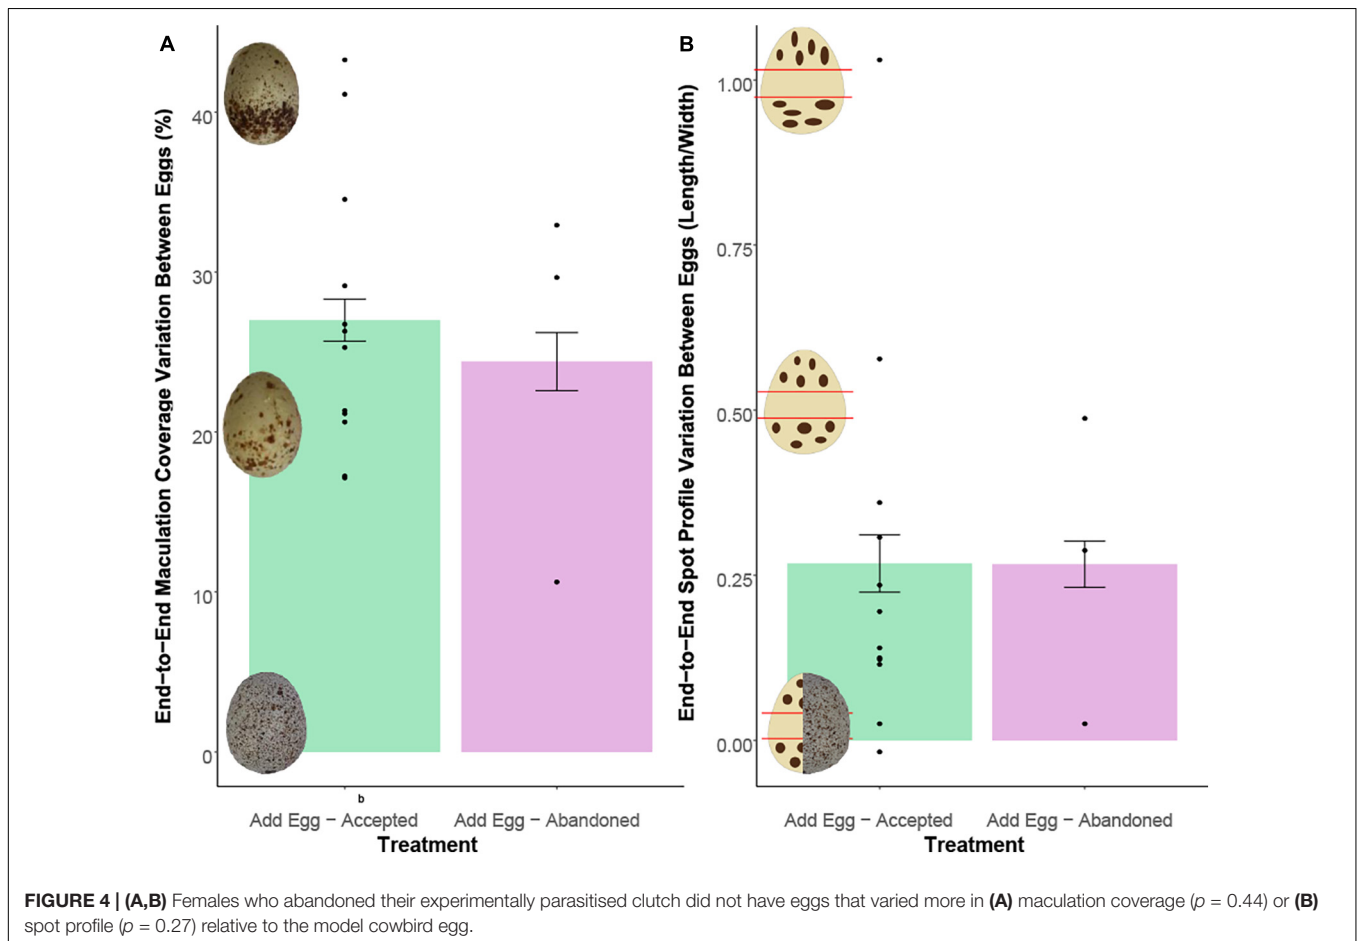 A
B
End−to−End Maculation Coverage Variation Between Eggs (%)
40
30
20
10
0
b
Add Egg − Accepted
Add Egg − Abandoned
Treatment
End−to−End Spot Profile Variation Between Eggs (Length/Width)
1.00
0.75
0.50
0.25
0.00
Add Egg − Accepted
Add Egg − Abandoned
Treatment
FIGURE 4 | (A,B) Females who abandoned their experimentally parasitised clutch did not have eggs that varied more in (A) maculation coverage (p = 0.44) or (B)
spot profile (p = 0.27) relative to the model cowbird egg.